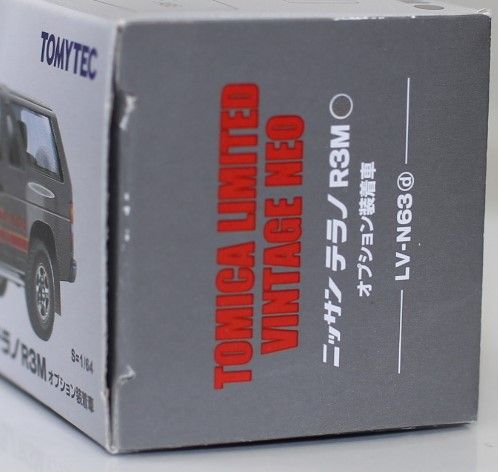 TOMYTEC
S=1/64
テラノ R3M オプション装着車
TOMICA LIMITED
VINTAGE NEO
ニッサン テラノ R3M
オプション装着車
LV-N63 ⓓ